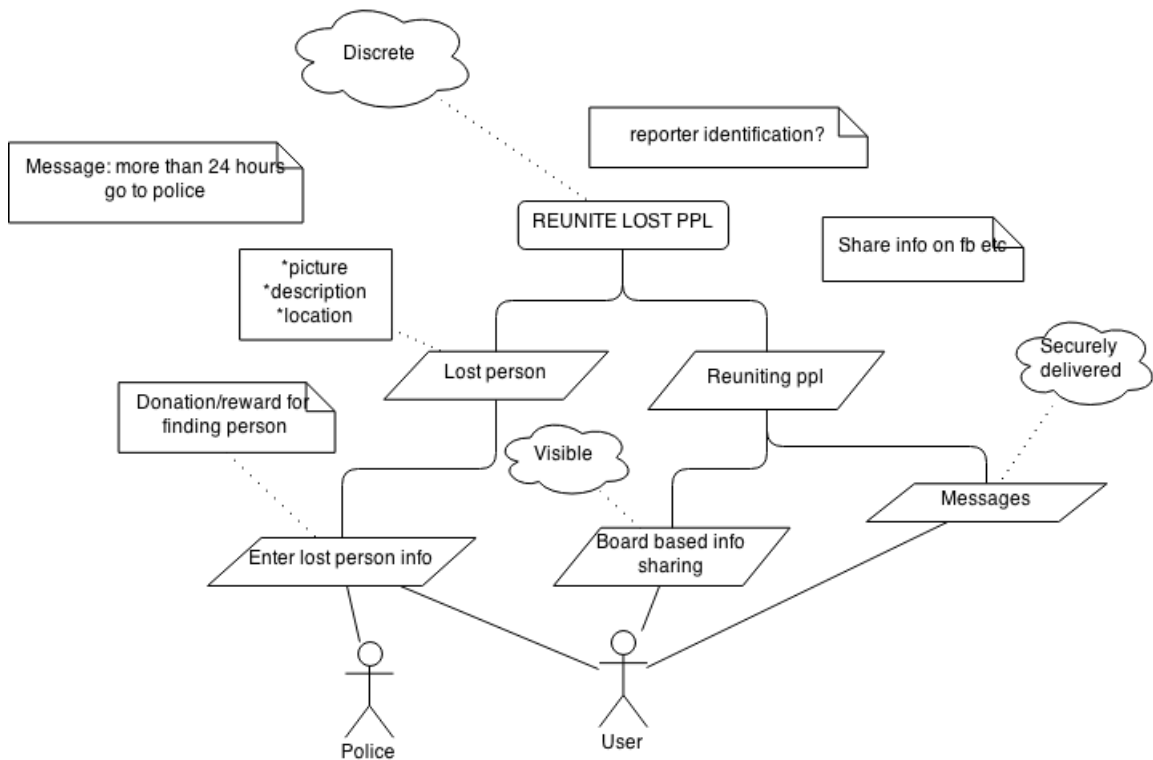 Discrete
reporter identification?
Message: more than 24 hours
go to police
REUNITE LOST PPL
Share info on fb etc
*picture
*description
*location
Lost person
Reuniting ppl
Securely
delivered
Donation/reward for
finding person
Visible
Messages
Enter lost person info
Board based info
sharing
Police
User